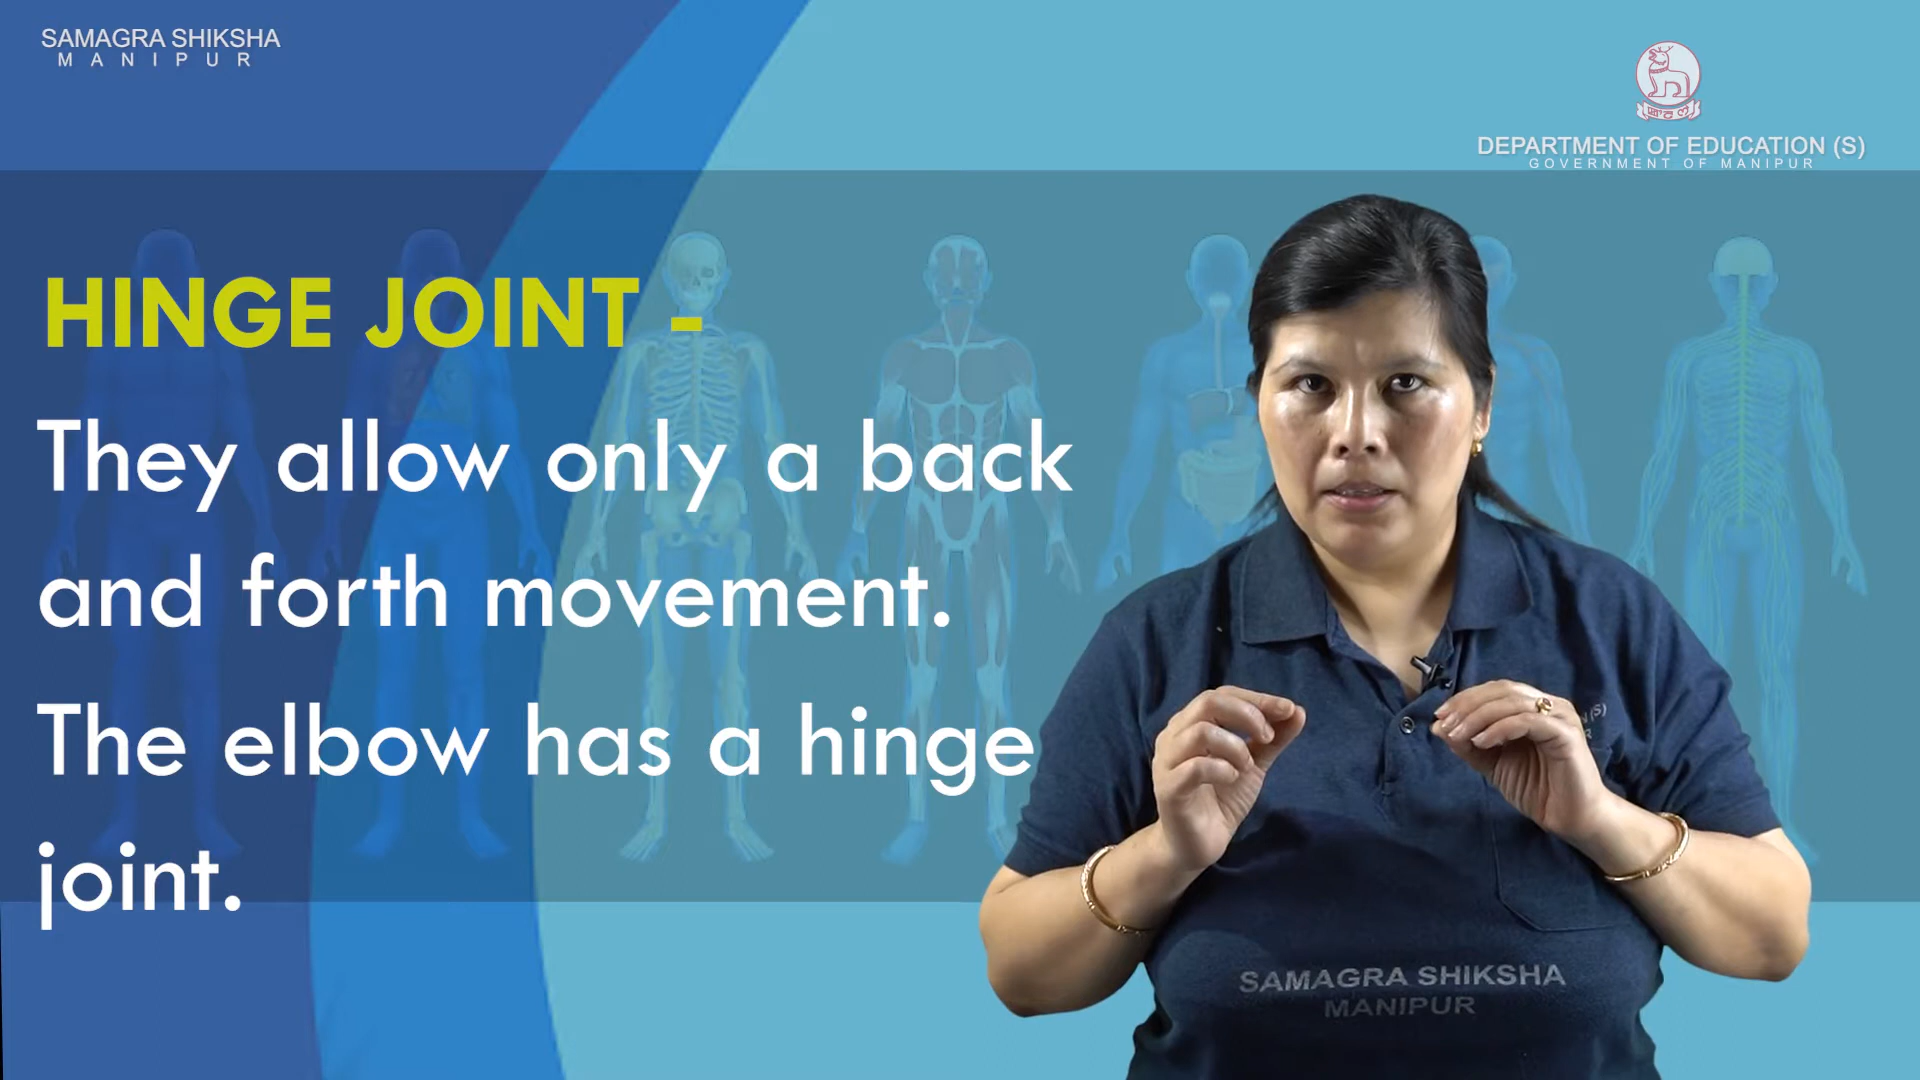 SAMAGRA SHIKSHA
MANIPUR
DEPARTMENT OF EDUCATION (S)
GOVERNMENT OF MANIPUR
HINGE JOINT -
They allow only a back
and forth movement.
The elbow has a hinge
joint.
SAMAGRA SHIKSHA
MANIPUR